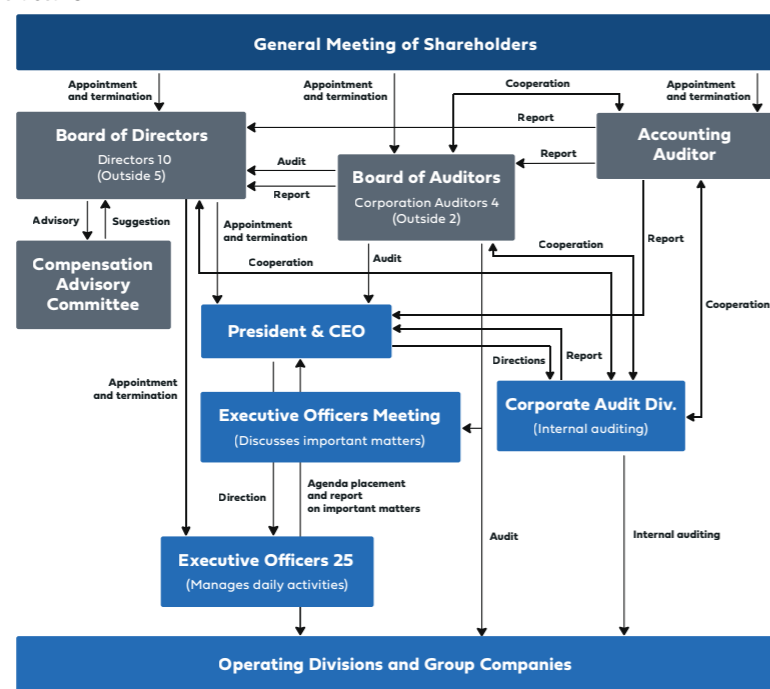 General Meeting of Shareholders
Appointment
and termination
Appointment
and termination
Cooperation
Appointment
and termination
Board of Directors
Directors 10
(Outside 5)
Report
Accounting
Auditor
Audit
Report
Board of Auditors
Corporation Auditors 4
(Outside 2)
Report
Advisory
Suggestion
Appointment
and termination
Cooperation
Audit
Cooperation
Report
Compensation
Advisory
Committee
Cooperation
President & CEO
Directions
Report
Appointment
and termination
Executive Officers Meeting
(Discusses important matters)
Corporate Audit Div.
(Internal auditing)
Direction
Agenda placement
and report
on important matters
Audit
Internal auditing
Executive Officers 25
(Manages daily activities)
Operating Divisions and Group Companies